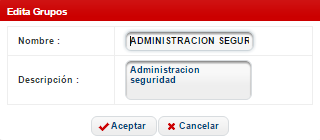 Edita Grupos
Nombre : ADMINISTRACION SEGUR
Descripción : Administracion
seguridad
Aceptar Cancelar